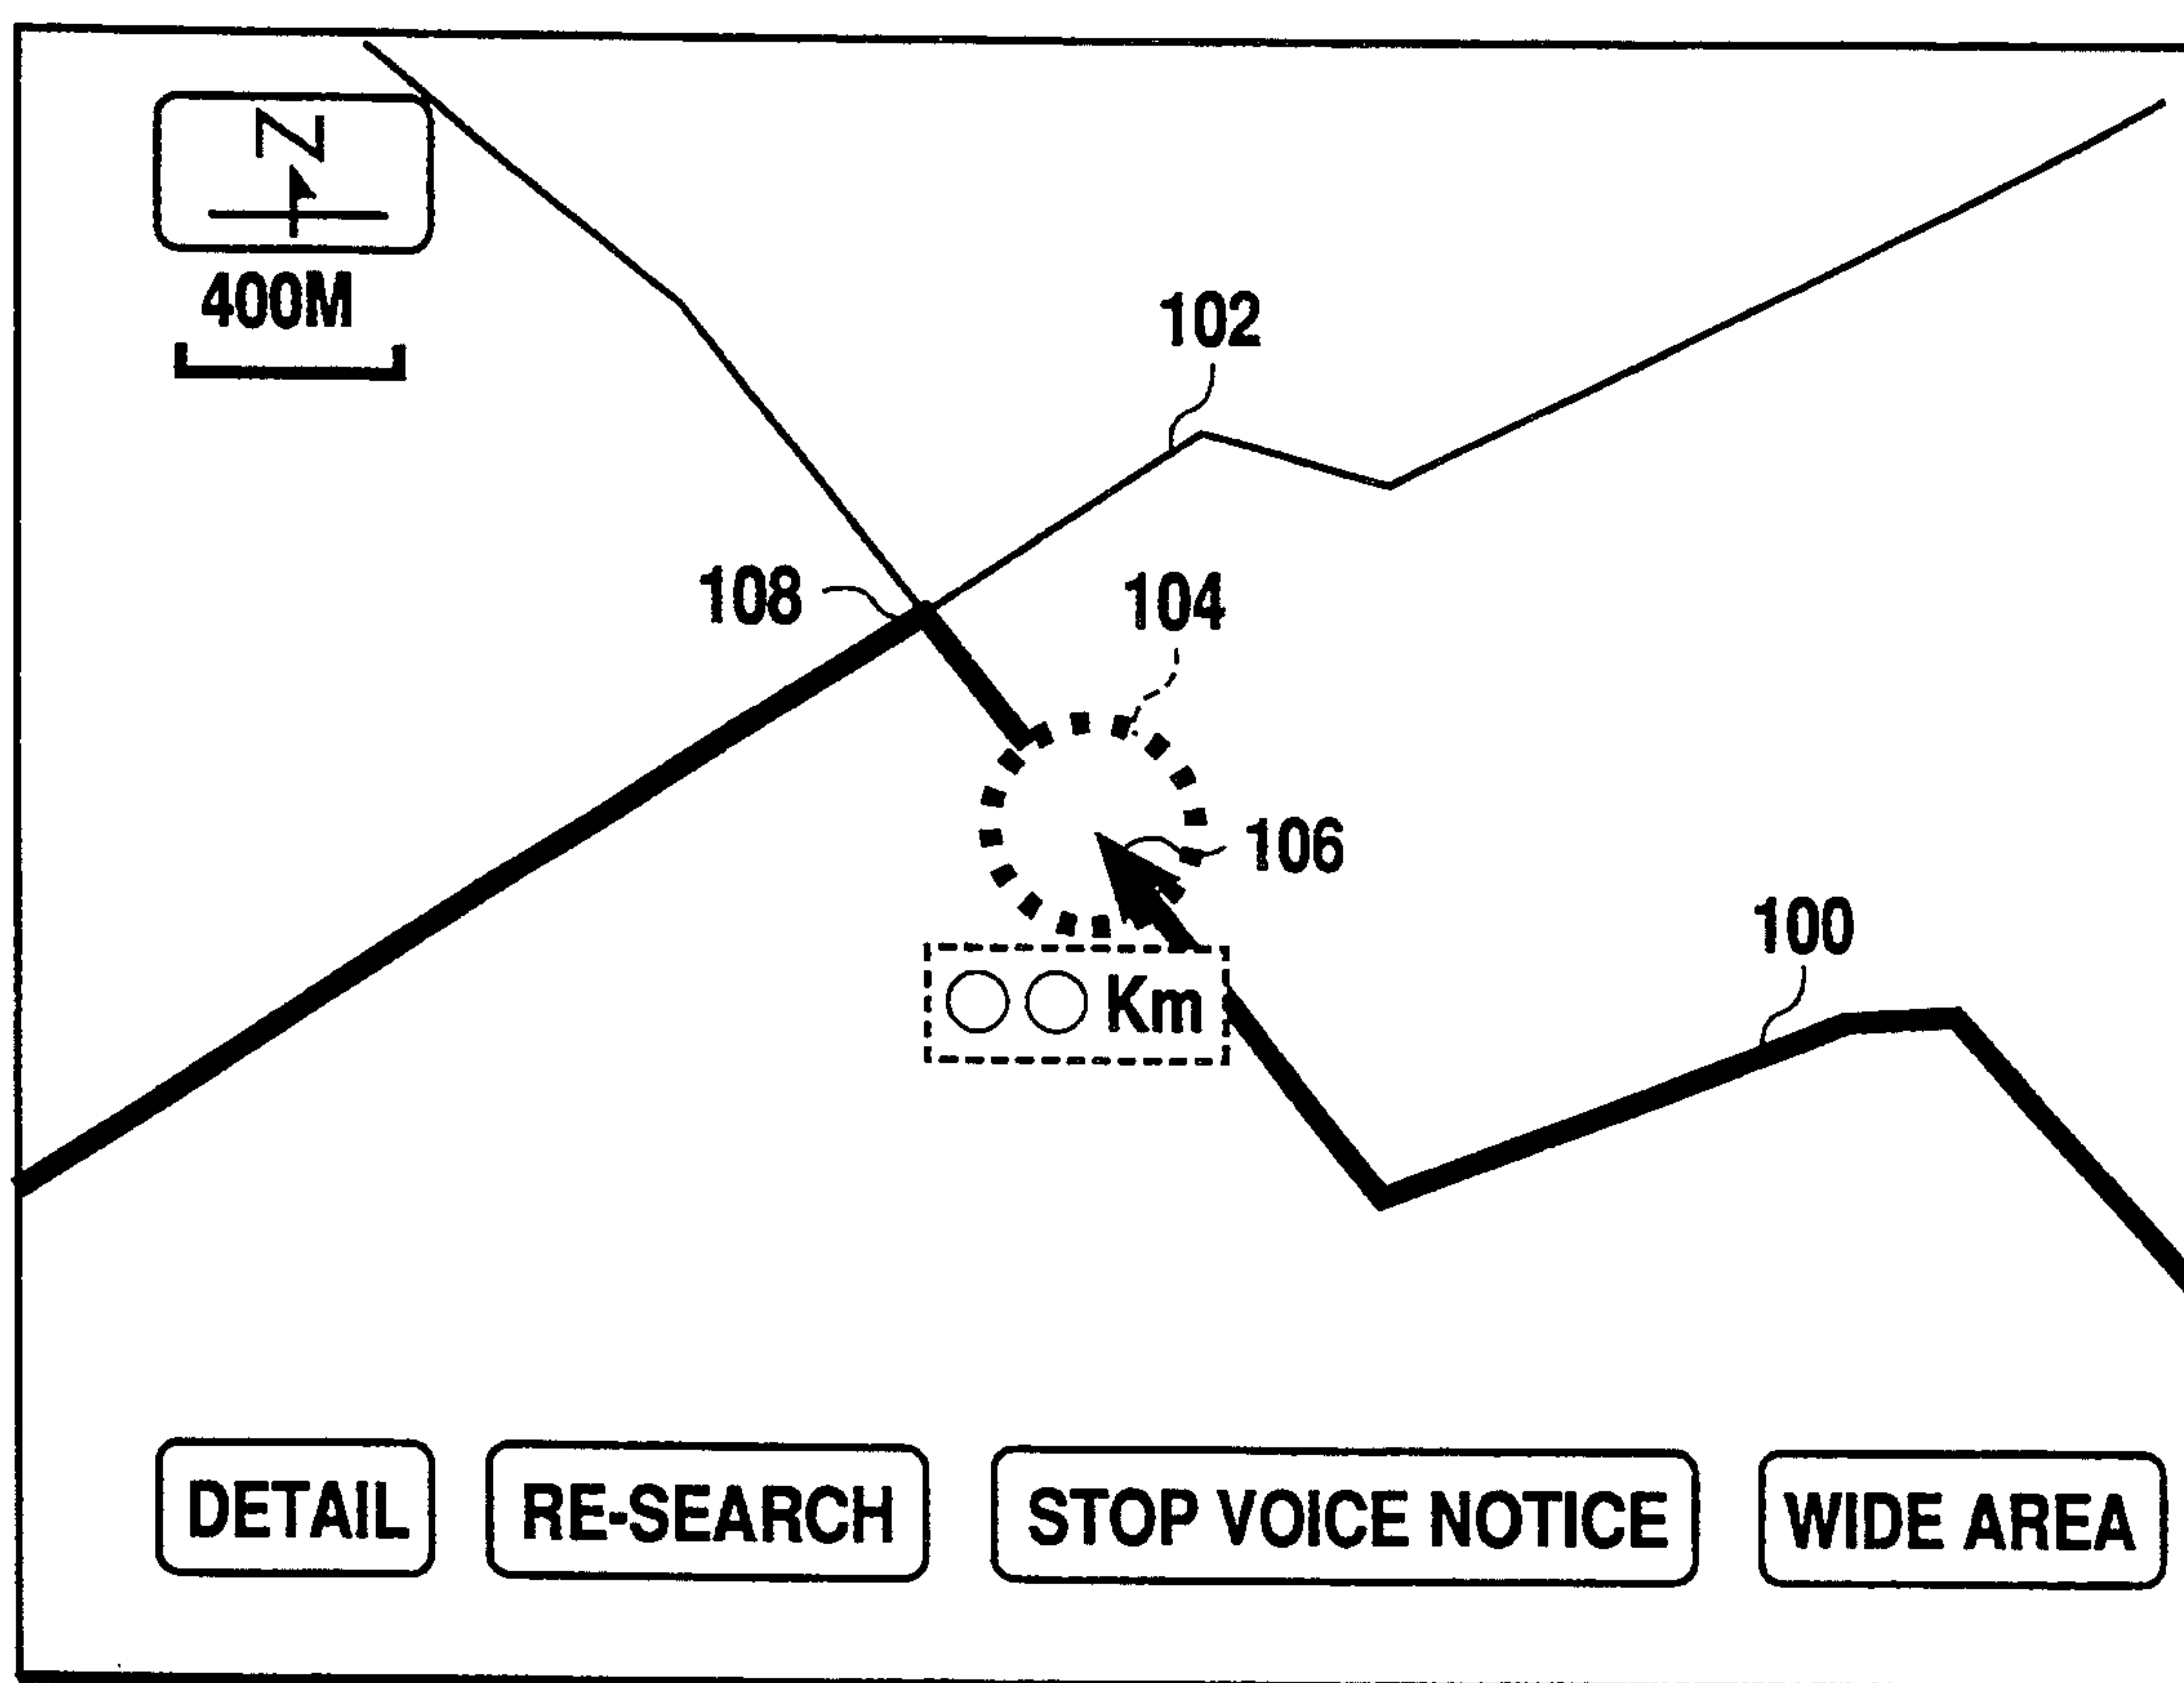 N
400M
102
108
104
106
100
○○Km
DETAIL
RE-SEARCH
STOP VOICE NOTICE
WIDE AREA